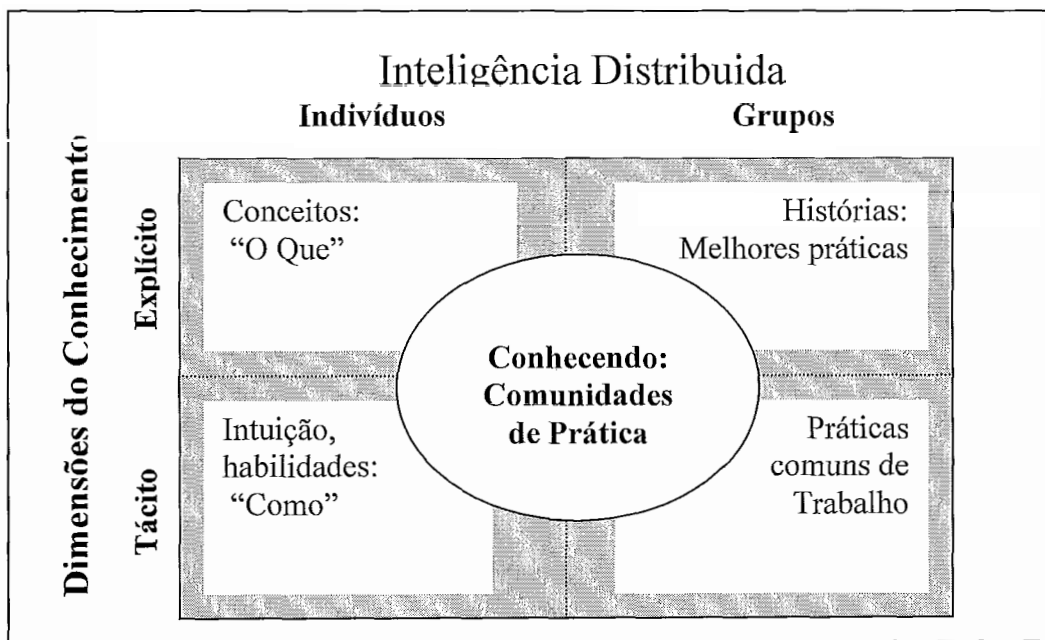 Inteligência Distribuida
Indivíduos
Grupos
Dimensões do Conhecimento
Explícito
Conceitos:
“O Que”
Histórias:
Melhores práticas
Conhecendo:
Comunidades
de Prática
Tácito
Intuição,
habilidades:
“Como”
Práticas
comuns de
Trabalho